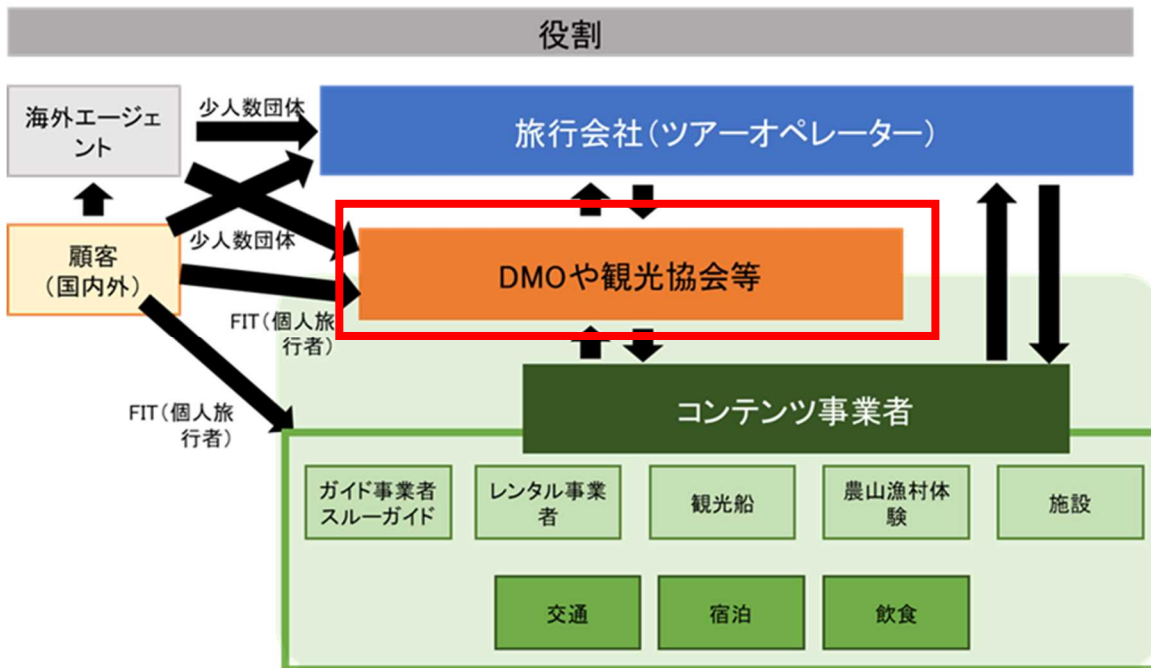 役割
海外エージェ
ント
少人数団体
旅行会社（ツアーオペレーター）
顧客
（国内外）
少人数団体
DMOや観光協会等
FIT（個人旅
行者）
コンテンツ事業者
FIT（個人旅
行者）
ガイド事業者
スルーガイド
レンタル事業
者
観光船
農山漁村体
験
施設
交通
宿泊
飲食